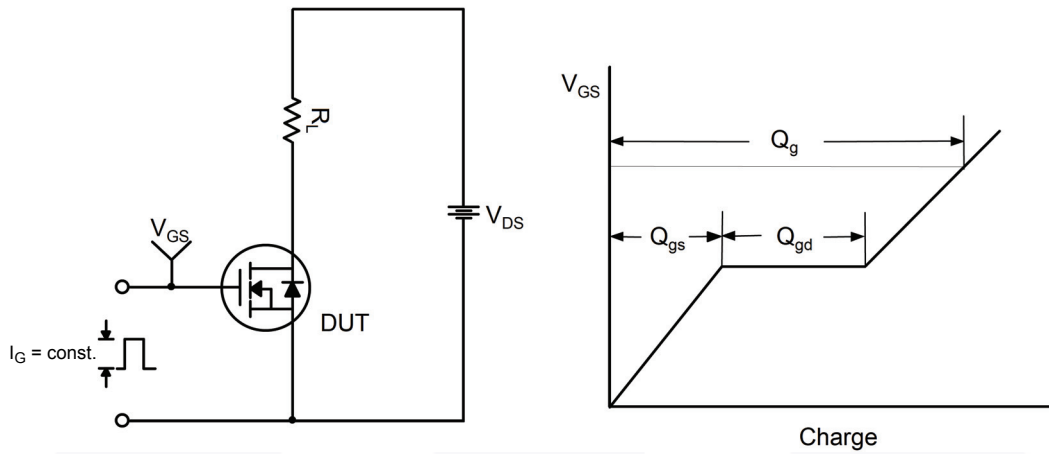 R_L
V_GS
V_DS
DUT
I_G = const.
V_GS
Q_g
Q_gs
Q_gd
Charge